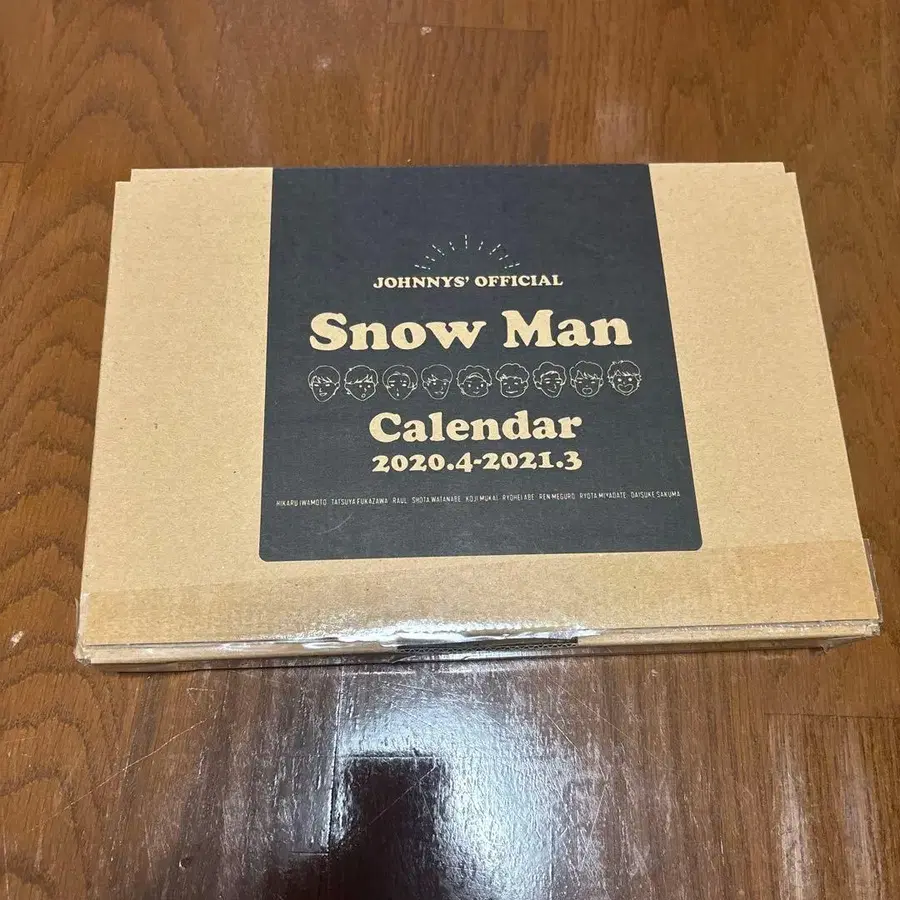 JOHNNYS' OFFICIAL
Snow Man
Calendar
2020.4-2021.3
HIKARU IWAMOTO TATSUYA FUKAZAWA RAUL SHOTA WATANABE KOJI MUKAI RYOHEI ABE REN MEGURO RYOTA MIYADATE DAISUKE SAKUMA